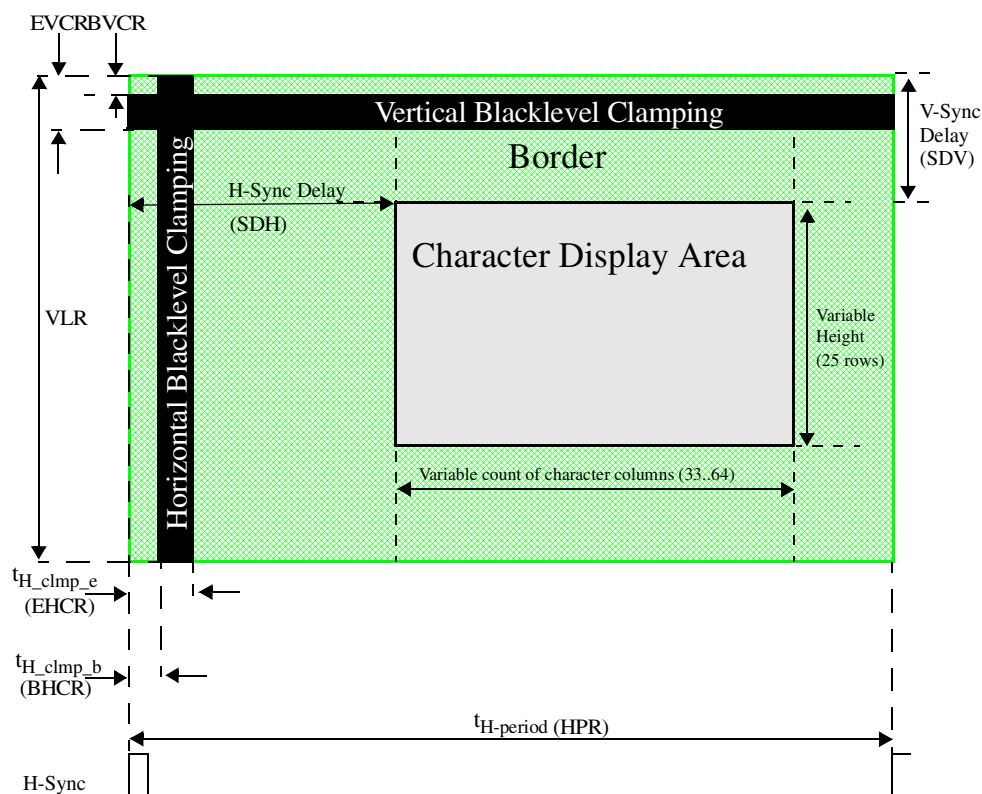 EVCRBVCR
Vertical Blacklevel Clamping
V-Sync
Delay
(SDV)
Border
H-Sync Delay
(SDH)
Horizontal Blacklevel Clamping
Character Display Area
VLR
Variable
Height
(25 rows)
Variable count of character columns (33..64)
tH_clmp_e
(EHCR)
tH_clmp_b
(BHCR)
tH-period (HPR)
H-Sync